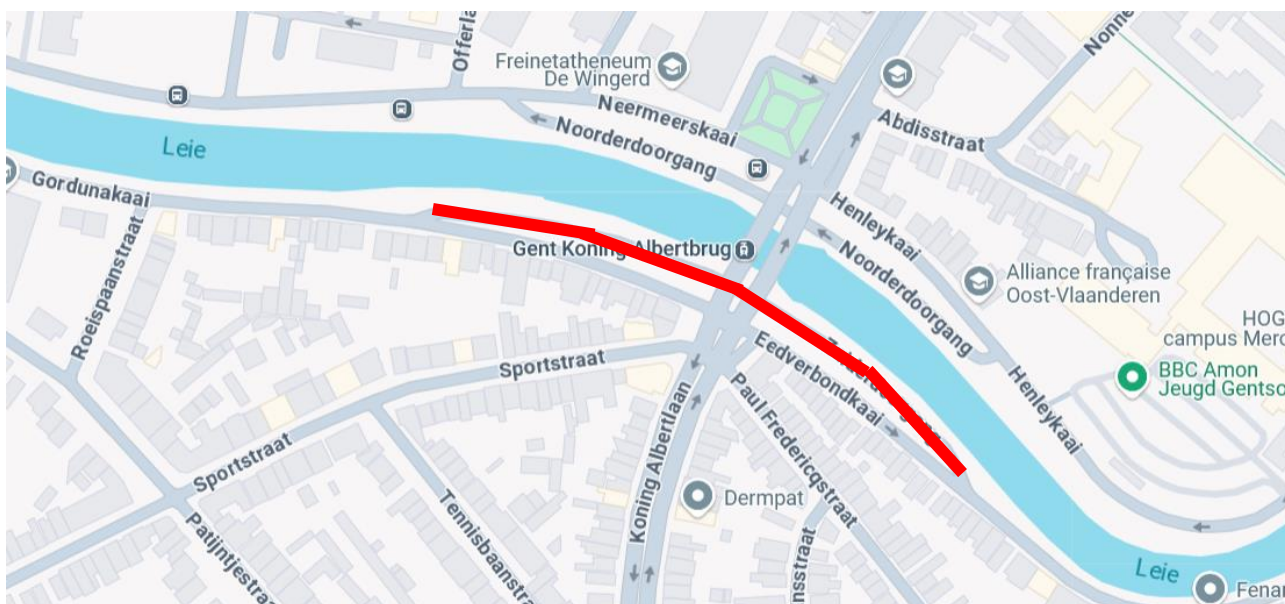 Offerla
Freinetatheneum
De Wingerd
Nonne
Neermeerskaai
Noorderdoorgang
Abdisstraat
Leie
Gordunakaai
Roeispaanstraat
Gent Koning Albertbrug
Henleykaai
Noorderdoorgang
Alliance française
Oost-Vlaanderen
HOG
campus Merc
BBC Amon
Jeugd Gentso
Henleykaai
Eedverbondkaai
Sportstraat
Sportstraat
Koning Albertlaan
Paul Fredericqstraat
Dermpat
Tennisbaanstraat
Patijntjestra
nsstraat
Leie
Fenar